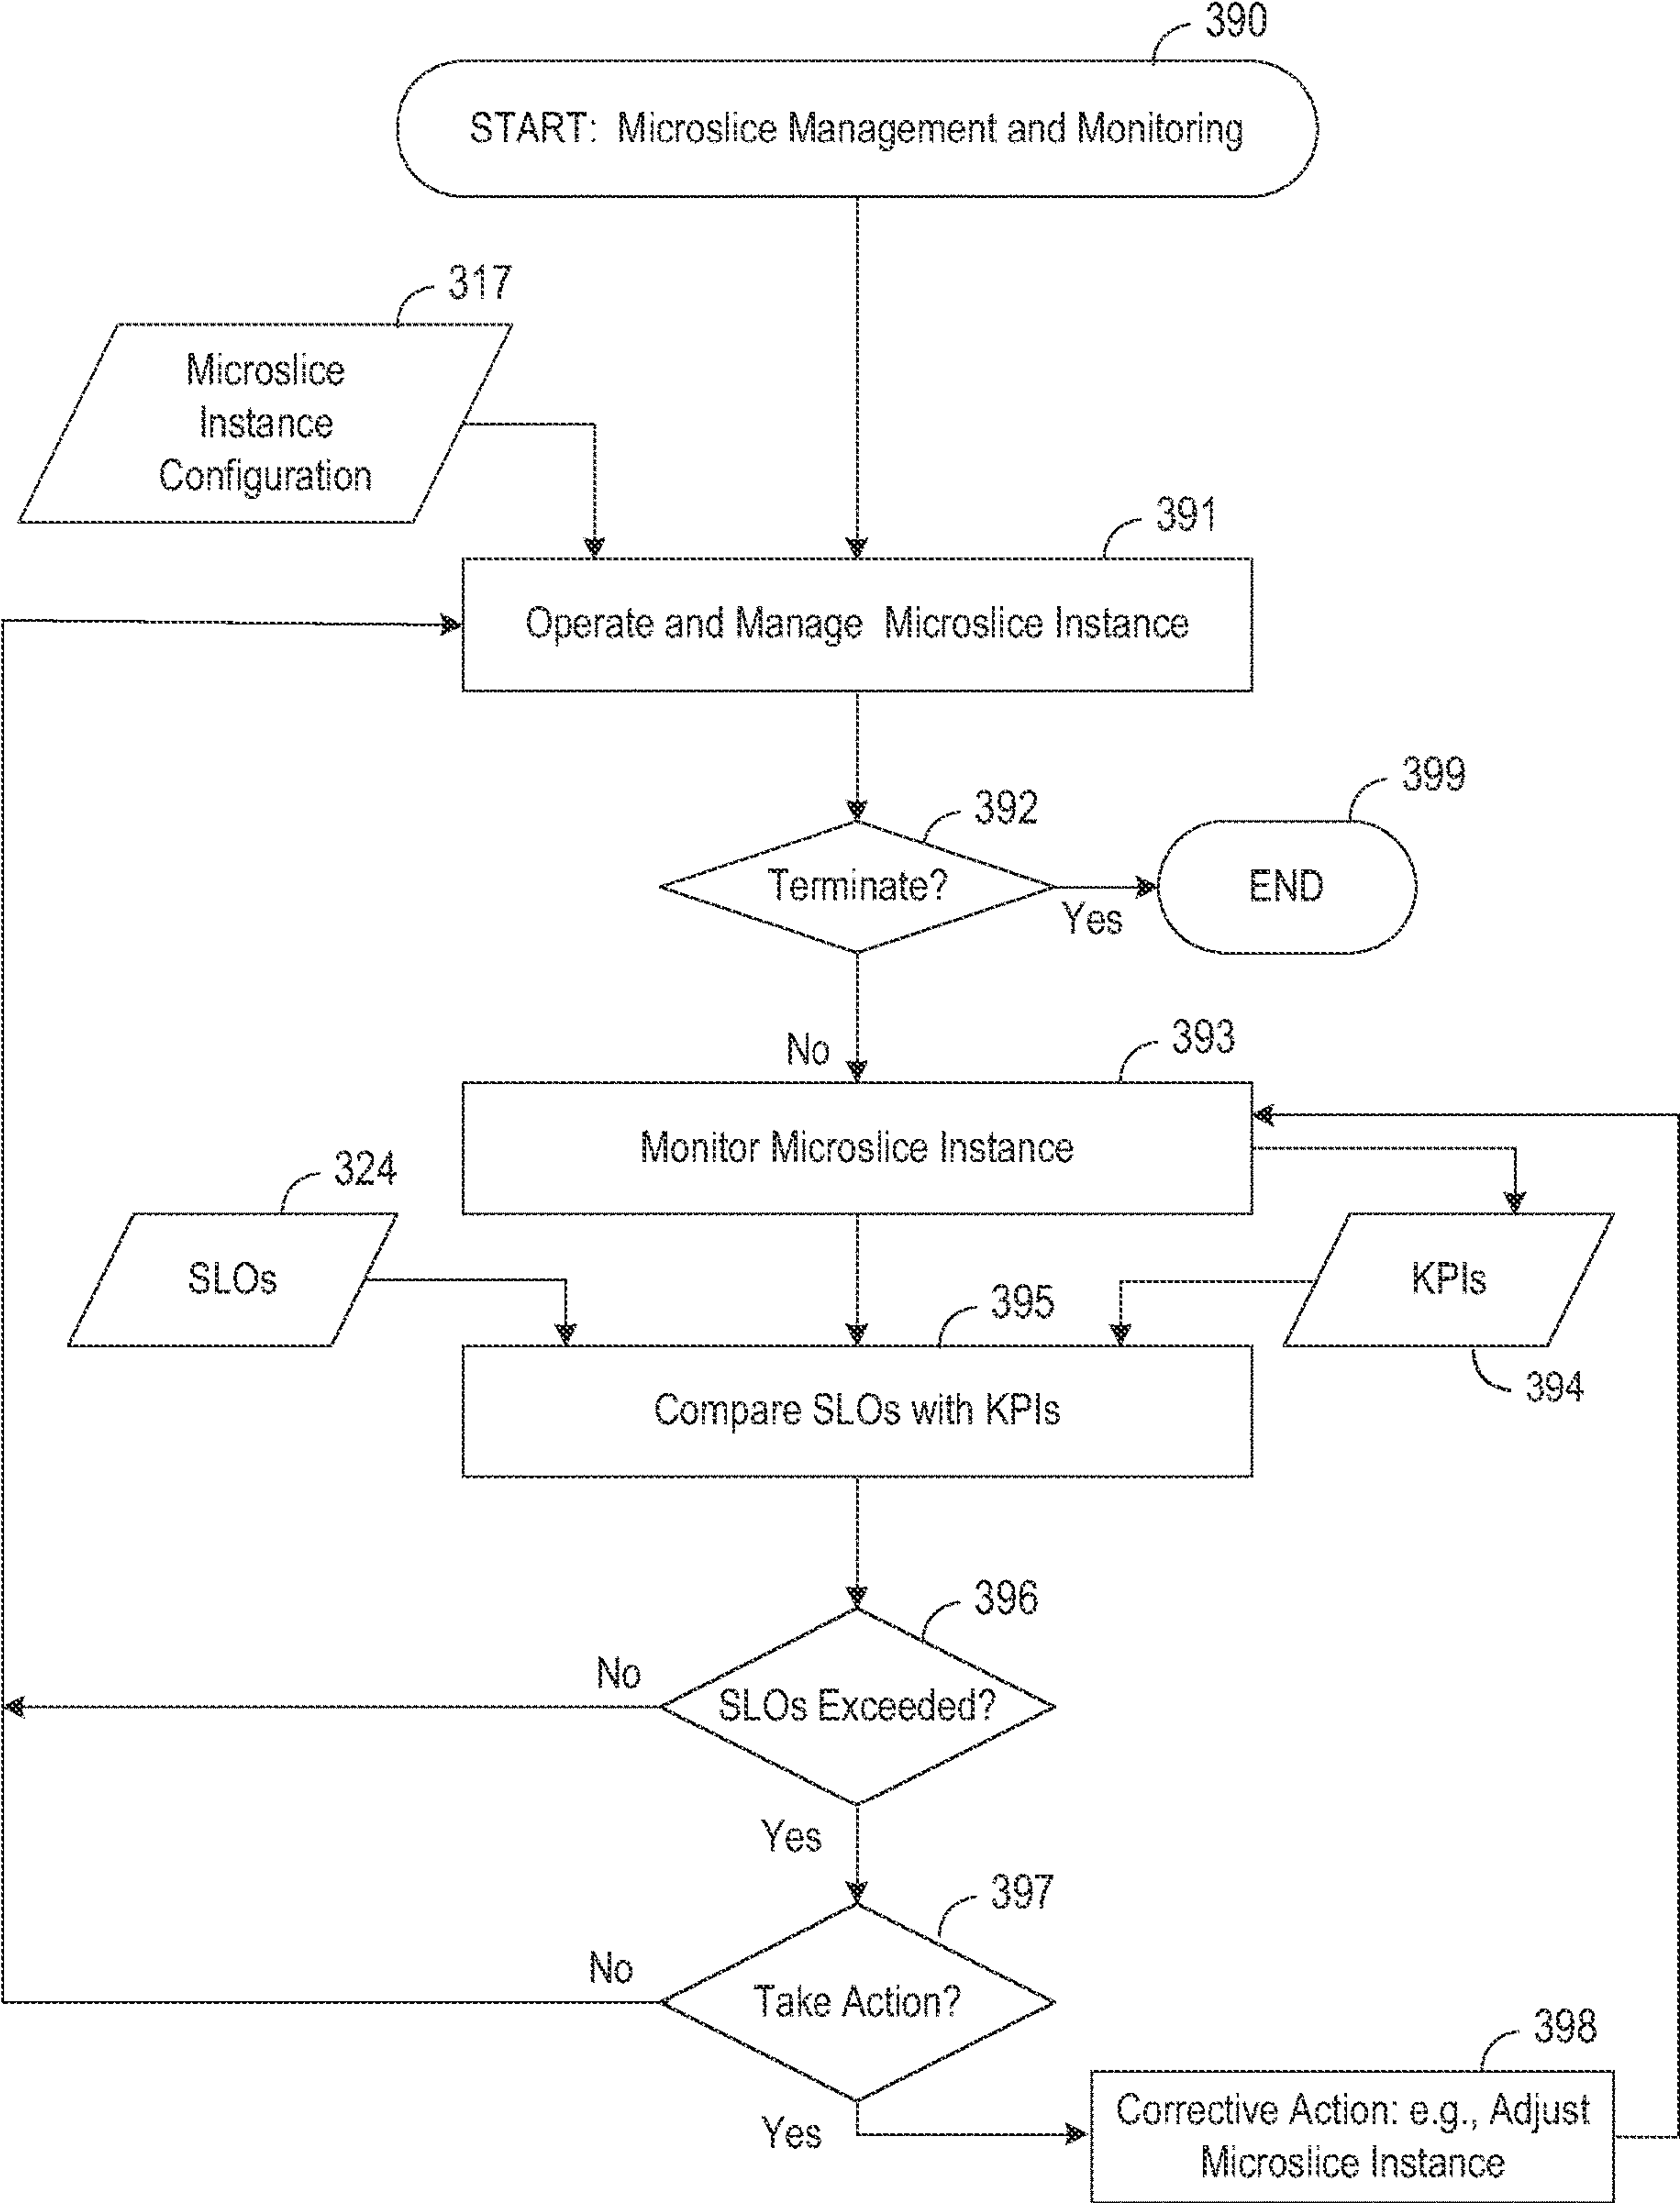 390
START: Microslice Management and Monitoring
317
Microslice
Instance
Configuration
391
Operate and Manage Microslice Instance
392
399
Terminate?
END
Yes
No
393
Monitor Microslice Instance
324
SLOs
KPIs
395
394
Compare SLOs with KPIs
396
No
SLOs Exceeded?
Yes
397
No
Take Action?
398
Yes
Corrective Action: e.g., Adjust
Microslice Instance